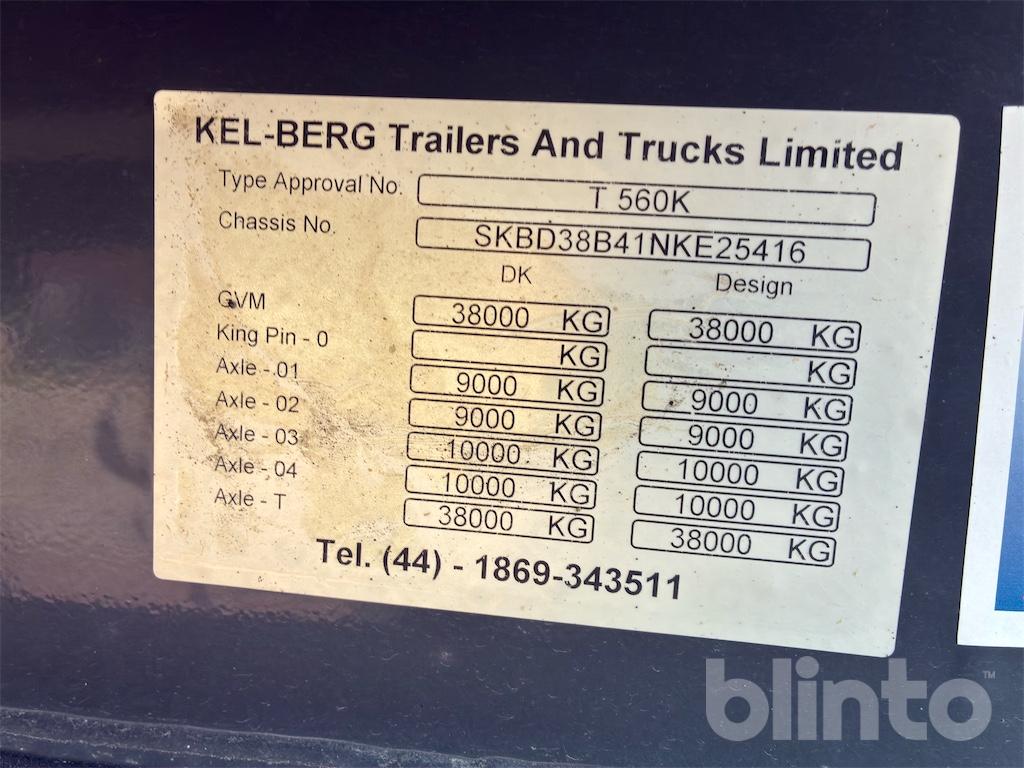 KEL-BERG Trailers And Trucks Limited
Type Approval No. T 560K
Chassis No. SKBD38B41NKE25416
DK Design
GVM 38000 KG 38000 KG
King Pin - 0 KG KG
Axle - 01 9000 KG 9000 KG
Axle - 02 9000 KG 9000 KG
Axle - 03 10000 KG 10000 KG
Axle - 04 10000 KG 10000 KG
Axle - T 38000 KG 38000 KG
Tel. (44) - 1869-343511
blinto™